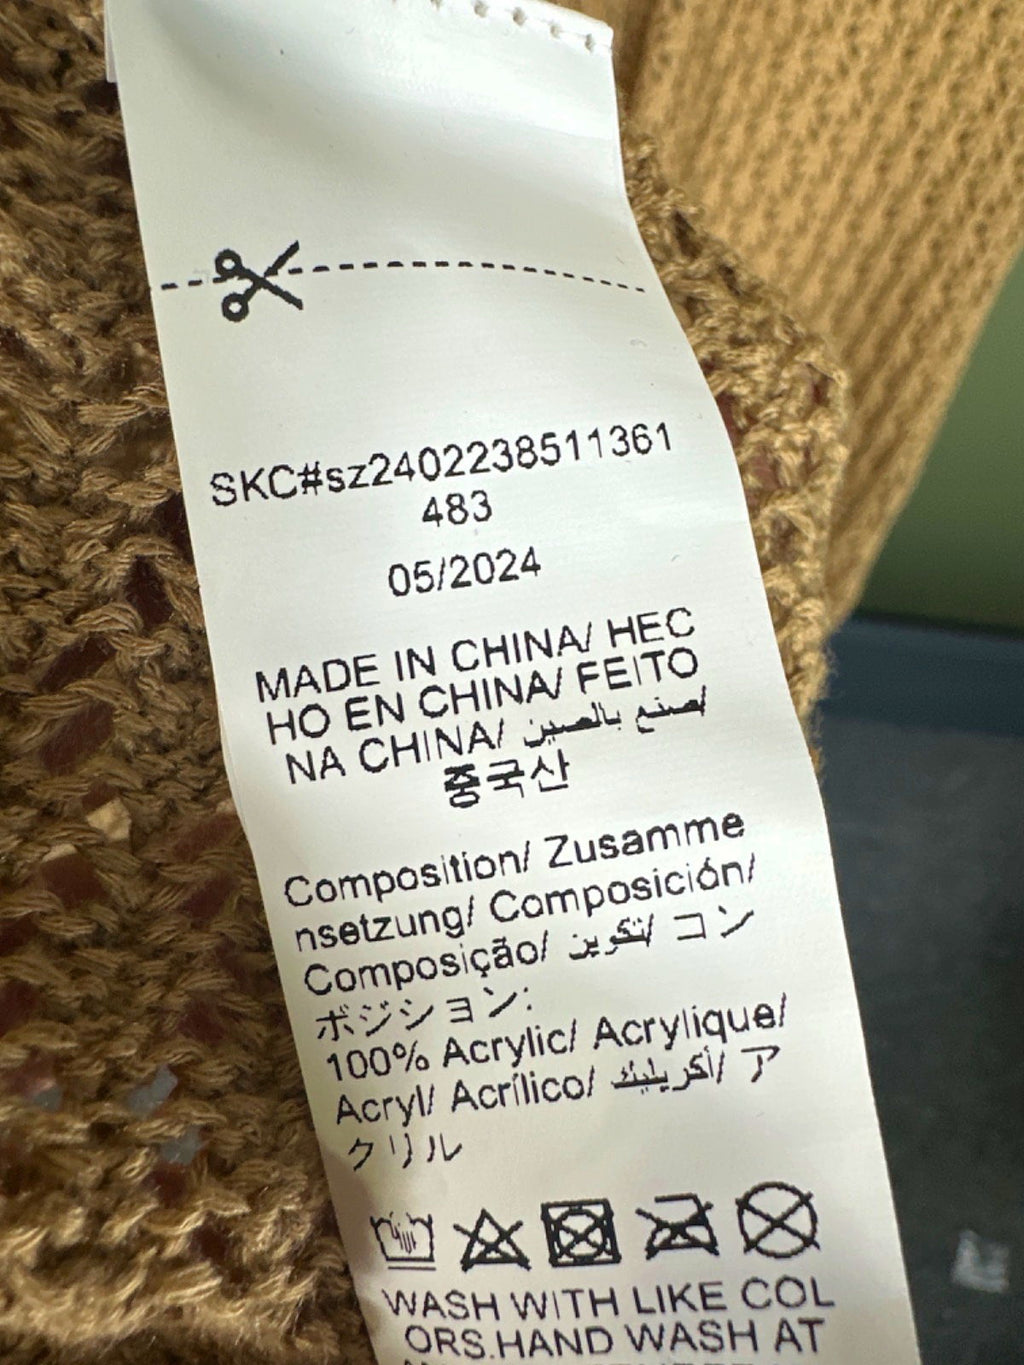 SKC#sz2402238511361
483
05/2024
MADE IN CHINA/ HEC
HO EN CHINA/ FEITO
NA CHINA/ صنع بالصين/
중국산
Composition/ Zusamme
nsetzung/ Composición/
Composição/ تكوين/ コン
ポジション:
100% Acrylic/ Acrylique/
Acryl/ Acrílico/ أكريليك/ ア
クリル
WASH WITH LIKE COL
ORS.HAND WASH AT